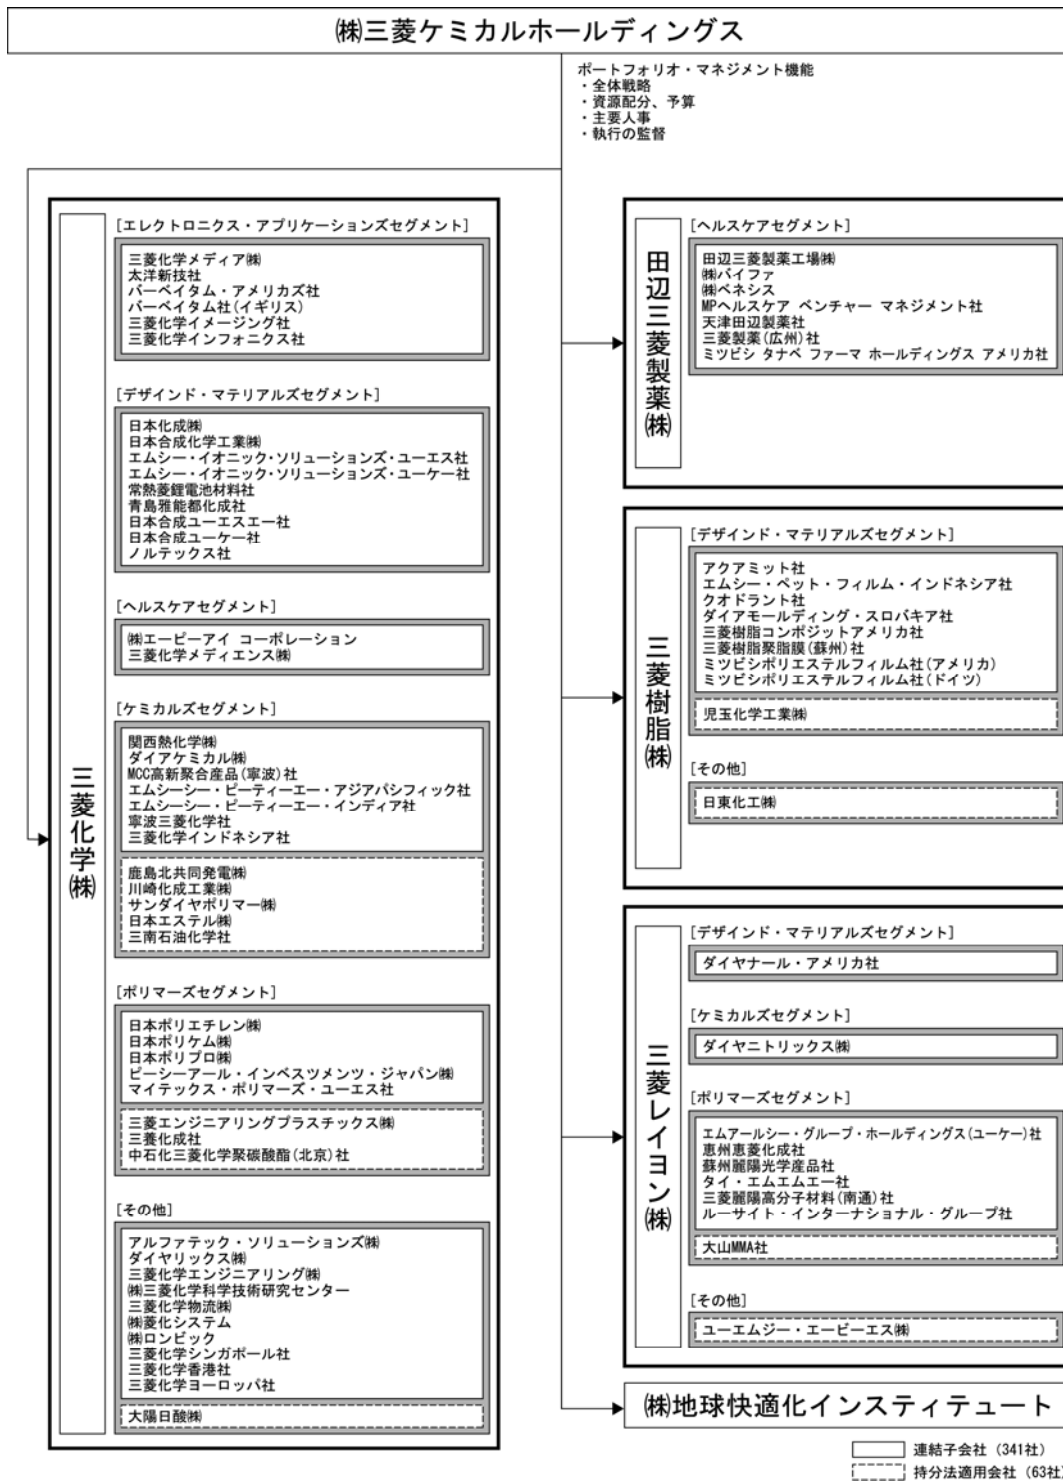 ㈱三菱ケミカルホールディングス
ポートフォリオ・マネジメント機能
・全体戦略
・資源配分、予算
・主要人事
・執行の監督
三菱化学㈱
[エレクトロニクス・アプリケーションズセグメント]
三菱化学メディア㈱
太洋新技社
バーベイタム・アメリカズ社
バーベイタム社(イギリス)
三菱化学イメージング社
三菱化学インフォニクス社
[デザインド・マテリアルズセグメント]
日本化成㈱
日本合成化学工業㈱
エムシー・イオニック・ソリューションズ・ユーエス社
エムシー・イオニック・ソリューションズ・ユーケー社
常熟菱鋰電池材料社
青島雅能都化成社
日本合成ユーエスエー社
日本合成ユーケー社
ノルテックス社
[ヘルスケアセグメント]
㈱エーピーアイ コーポレーション
三菱化学メディエンス㈱
[ケミカルズセグメント]
関西熱化学㈱
ダイアケミカル㈱
MCC高新聚合産品(寧波)社
エムシーシー・ピーティーエー・アジアパシフィック社
エムシーシー・ピーティーエー・インディア社
寧波三菱化学社
三菱化学インドネシア社
鹿島北共同発電㈱
川崎化成工業㈱
サンダイヤポリマー㈱
日本エステル㈱
三南石油化学社
[ポリマーズセグメント]
日本ポリエチレン㈱
日本ポリケム㈱
日本ポリプロ㈱
ピーシーアール・インベスツメンツ・ジャパン㈱
マイテックス・ポリマーズ・ユーエス社
三菱エンジニアリングプラスチックス㈱
三養化成社
中石化三菱化学聚碳酸酯(北京)社
[その他]
アルファテック・ソリューションズ㈱
ダイヤリックス㈱
三菱化学エンジニアリング㈱
㈱三菱化学科学技術研究センター
三菱化学物流㈱
㈱菱化システム
㈱ロンビック
三菱化学シンガポール社
三菱化学香港社
三菱化学ヨーロッパ社
大陽日酸㈱
田辺三菱製薬㈱
[ヘルスケアセグメント]
田辺三菱製薬工場㈱
㈱バイファ
㈱ベネシス
MPヘルスケア ベンチャー マネジメント社
天津田辺製薬社
三菱製薬(広州)社
ミツビシ タナベ ファーマ ホールディングス アメリカ社
三菱樹脂㈱
[デザインド・マテリアルズセグメント]
アクアミット社
エムシー・ペット・フィルム・インドネシア社
クオドラント社
ダイアモールディング・スロバキア社
三菱樹脂コンポジットアメリカ社
三菱樹脂聚脂膜(蘇州)社
ミツビシポリエステルフィルム社(アメリカ)
ミツビシポリエステルフィルム社(ドイツ)
児玉化学工業㈱
[その他]
日東化工㈱
三菱レイヨン㈱
[デザインド・マテリアルズセグメント]
ダイヤナール・アメリカ社
[ケミカルズセグメント]
ダイヤニトリックス㈱
[ポリマーズセグメント]
エムアールシー・グループ・ホールディングス(ユーケー)社
恵州恵菱化成社
蘇州麗陽光学産品社
タイ・エムエムエー社
三菱麗陽高分子材料(南通)社
ルーサイト・インターナショナル・グループ社
大山MMA社
[その他]
ユーエムジー・エービーエス㈱
㈱地球快適化インスティテュート
連結子会社 (341社)
持分法適用会社 (63社